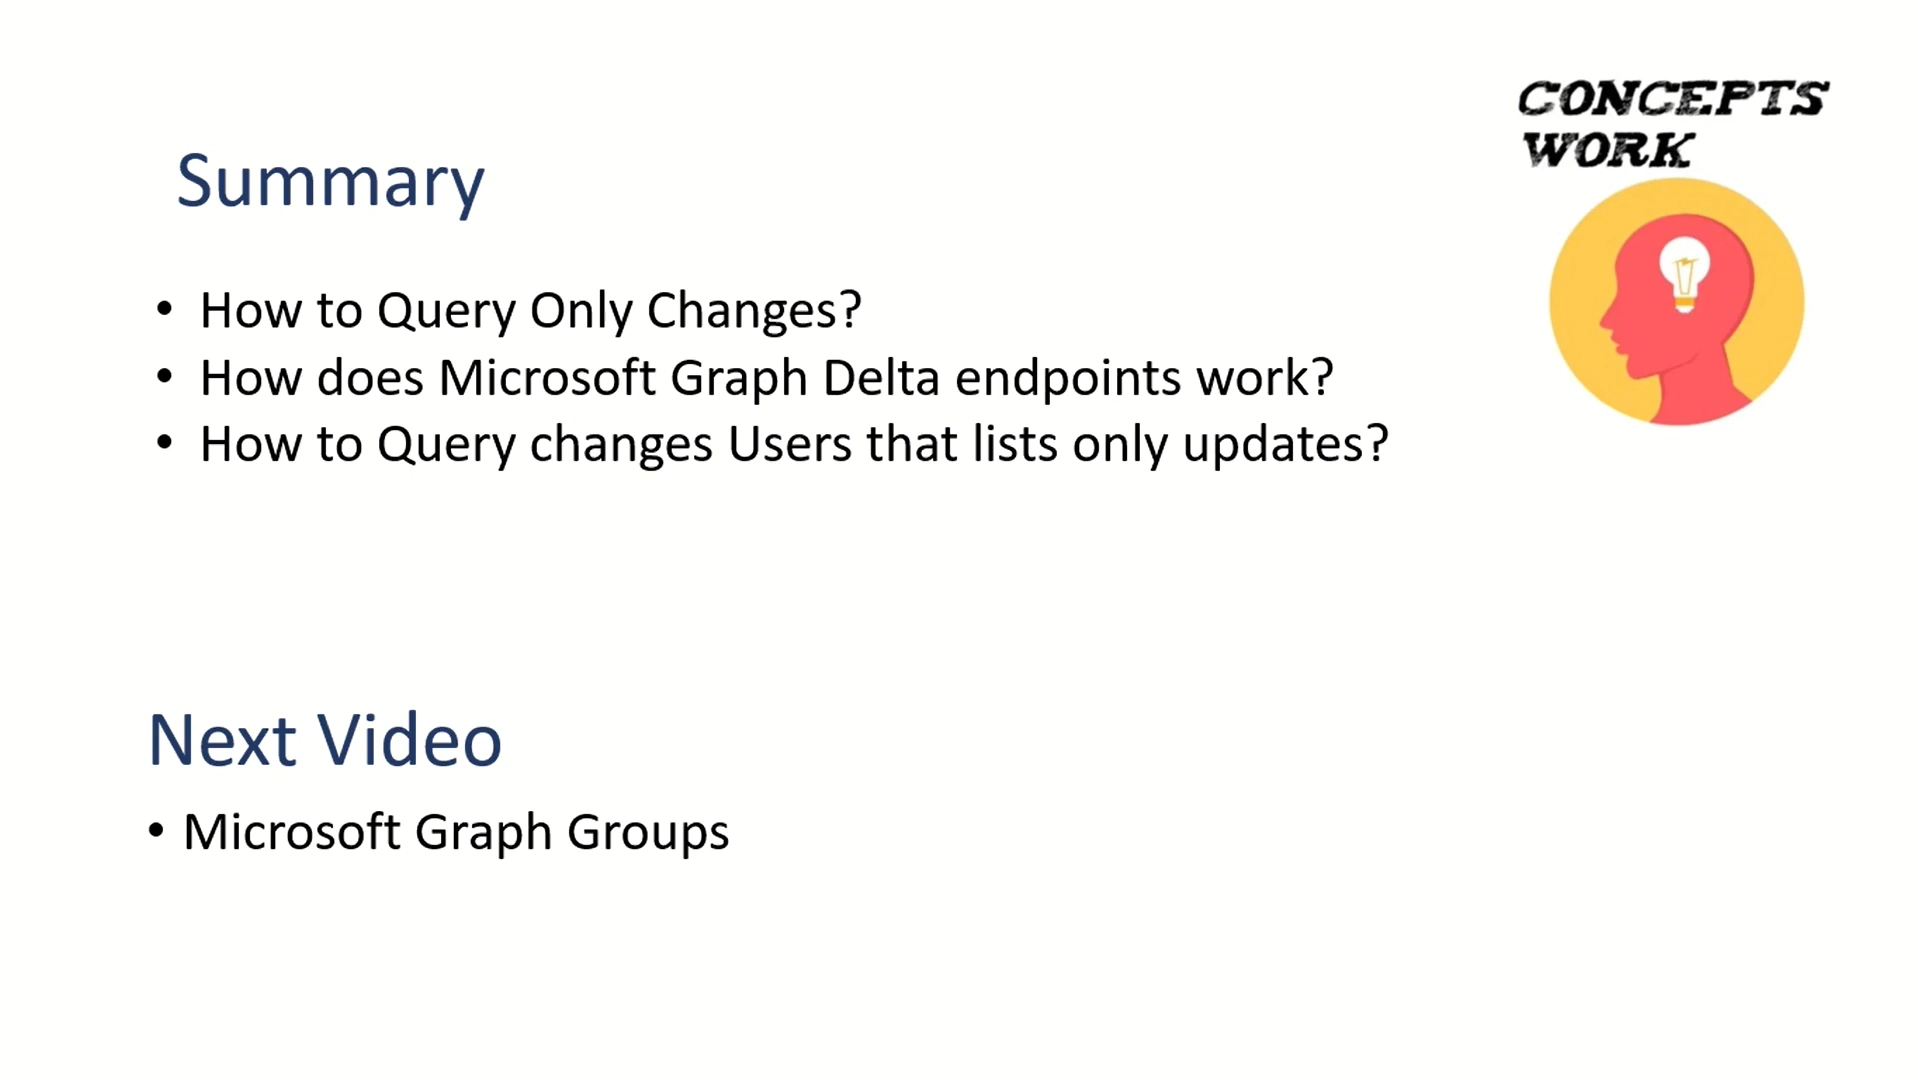 CONCEPTS
WORK
Summary
• How to Query Only Changes?
• How does Microsoft Graph Delta endpoints work?
• How to Query changes Users that lists only updates?
Next Video
• Microsoft Graph Groups